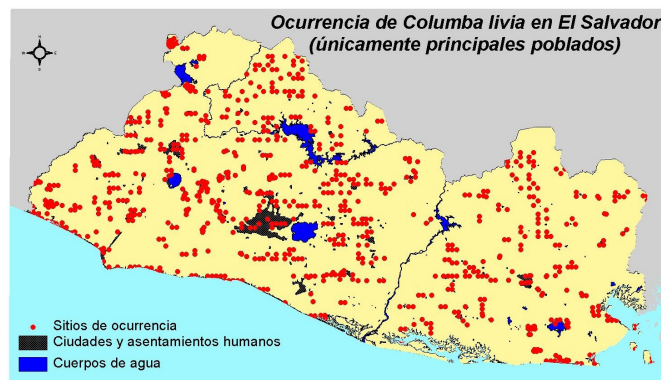 Ocurrencia de Columba livia en El Salvador
(únicamente principales poblados)
Sitios de ocurrencia
Ciudades y asentamientos humanos
Cuerpos de agua